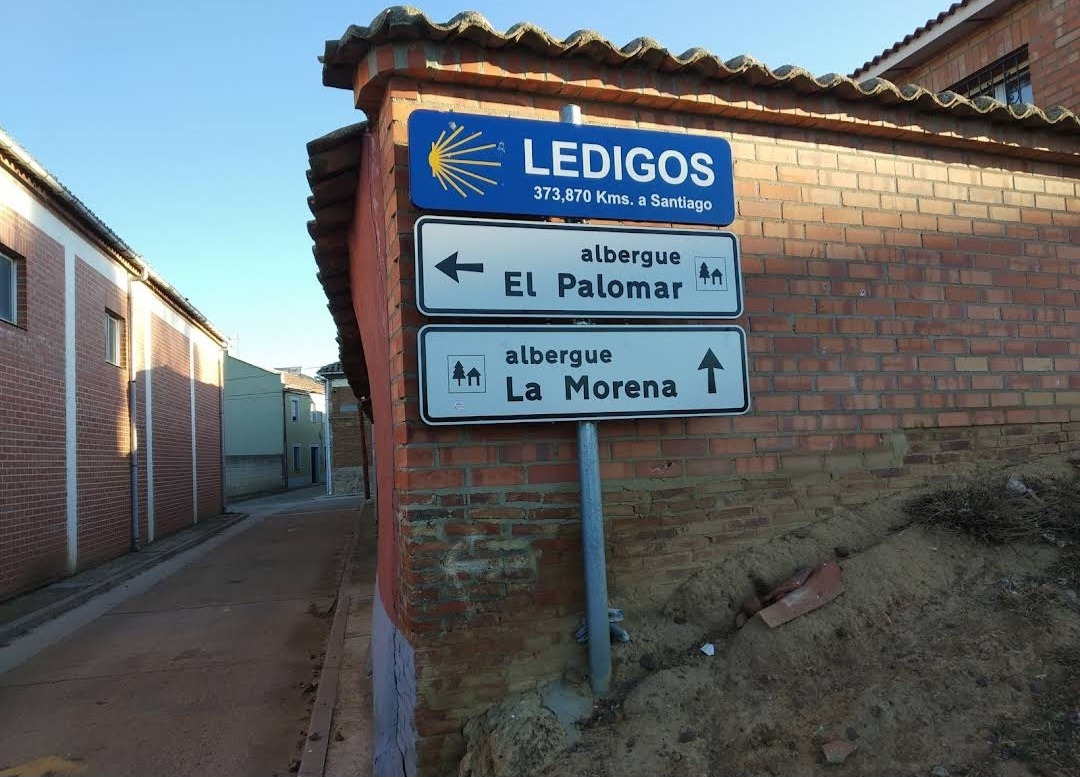 LEDIGOS
373,870 Kms. a Santiago
albergue
El Palomar
albergue
La Morena